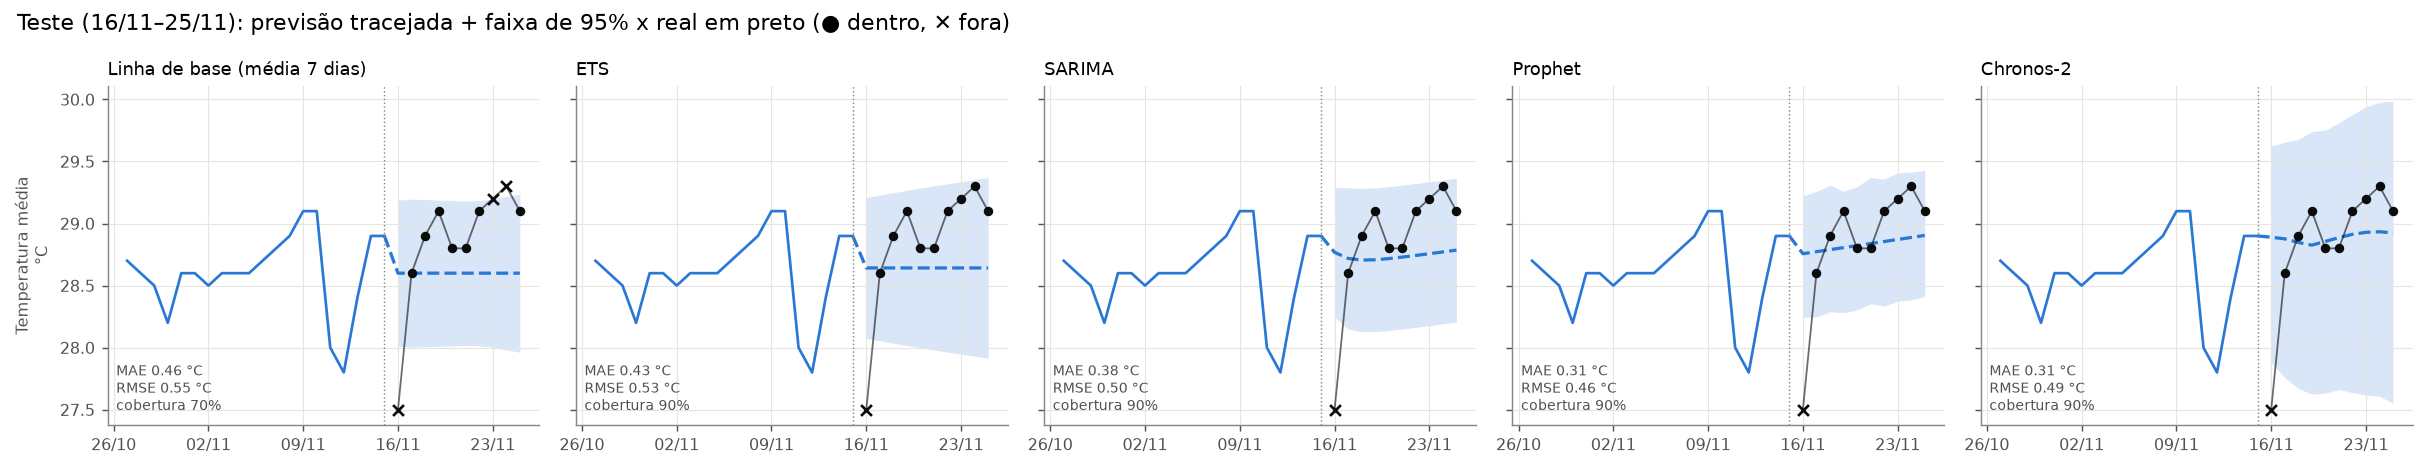 Teste (16/11–25/11): previsão tracejada + faixa de 95% x real em preto (● dentro, ✕ fora)
Linha de base (média 7 dias)
Temperatura média
°C
30.0
29.5
29.0
28.5
28.0
27.5
MAE 0.46 °C
RMSE 0.55 °C
cobertura 70%
26/10 02/11 09/11 16/11 23/11
ETS
MAE 0.43 °C
RMSE 0.53 °C
cobertura 90%
26/10 02/11 09/11 16/11 23/11
SARIMA
MAE 0.38 °C
RMSE 0.50 °C
cobertura 90%
26/10 02/11 09/11 16/11 23/11
Prophet
MAE 0.31 °C
RMSE 0.46 °C
cobertura 90%
26/10 02/11 09/11 16/11 23/11
Chronos-2
MAE 0.31 °C
RMSE 0.49 °C
cobertura 90%
26/10 02/11 09/11 16/11 23/11